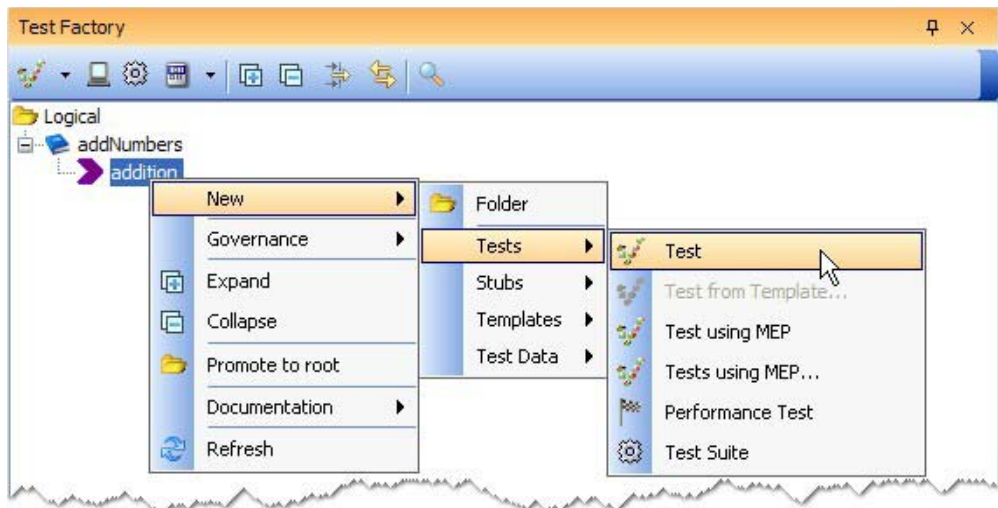 Test Factory
Logical
addNumbers
addition
New
Governance
Expand
Collapse
Promote to root
Documentation
Refresh
Folder
Tests
Stubs
Templates
Test Data
Test
Test from Template...
Test using MEP
Tests using MEP...
Performance Test
Test Suite